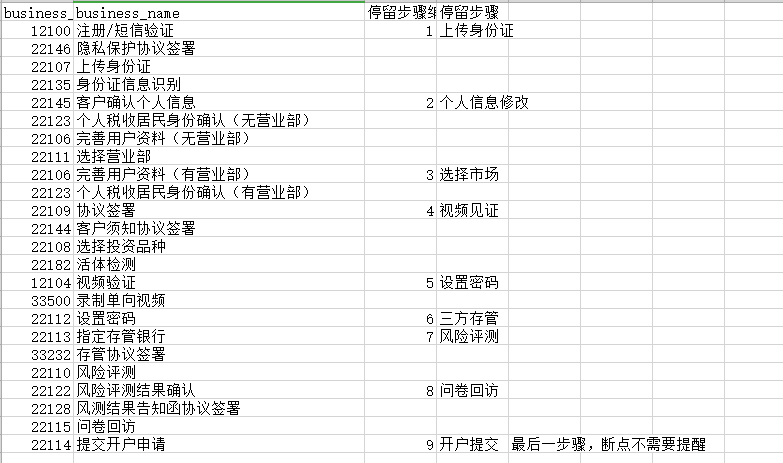 business_ business_name 停留步骤编 停留步骤
12100 注册/短信验证 1 上传身份证
22146 隐私保护协议签署
22107 上传身份证
22135 身份证信息识别
22145 客户确认个人信息 2 个人信息修改
22123 个人税收居民身份确认（无营业部）
22106 完善用户资料（无营业部）
22111 选择营业部
22106 完善用户资料（有营业部） 3 选择市场
22123 个人税收居民身份确认（有营业部）
22109 协议签署 4 视频见证
22144 客户须知协议签署
22108 选择投资品种
22182 活体检测
12104 视频验证 5 设置密码
33500 录制单向视频
22112 设置密码 6 三方存管
22113 指定存管银行 7 风险评测
33232 存管协议签署
22110 风险评测
22122 风险评测结果确认 8 问卷回访
22128 风测结果告知函协议签署
22115 问卷回访
22114 提交开户申请 9 开户提交 最后一步骤，断点不需要提醒